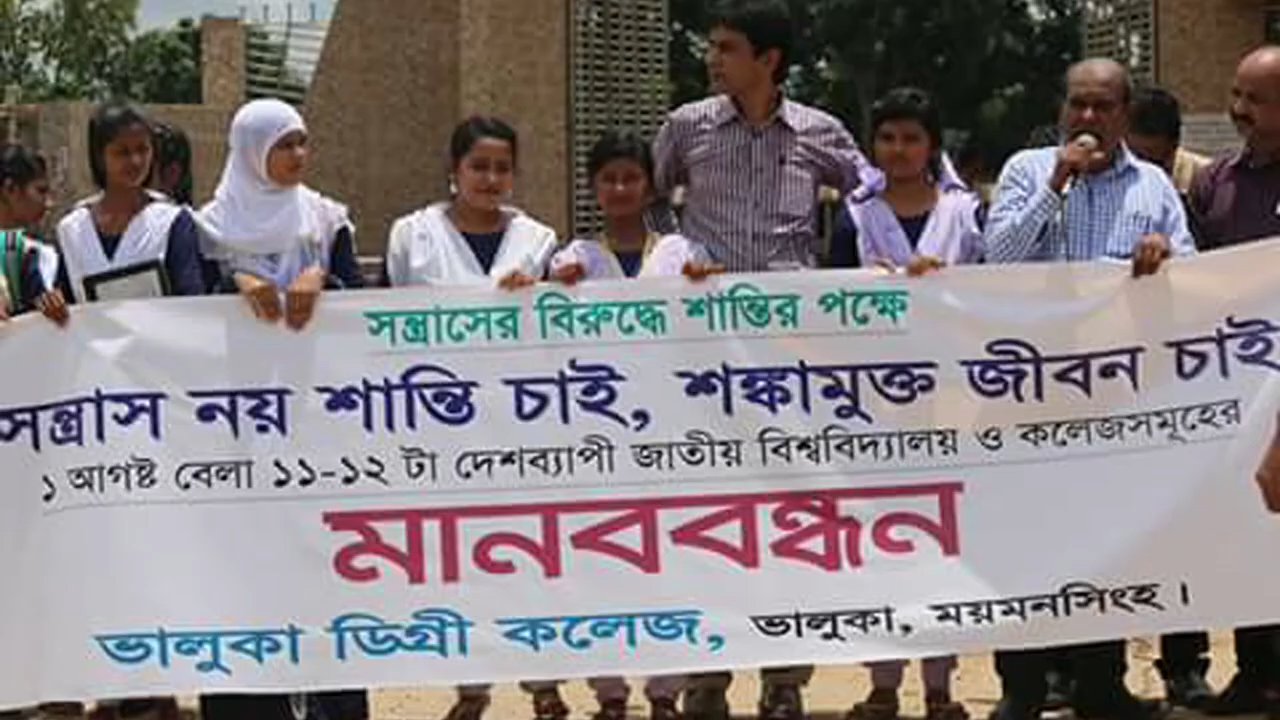 সন্ত্রাসের বিরুদ্ধে শান্তির পক্ষে
সন্ত্রাস নয় শান্তি চাই, শঙ্কামুক্ত জীবন চাই
১ আগষ্ট বেলা ১১-১২ টা দেশব্যাপী জাতীয় বিশ্ববিদ্যালয় ও কলেজসমূহের
মানববন্ধন
ভালুকা ডিগ্রী কলেজ, ভালুকা, ময়মনসিংহ।